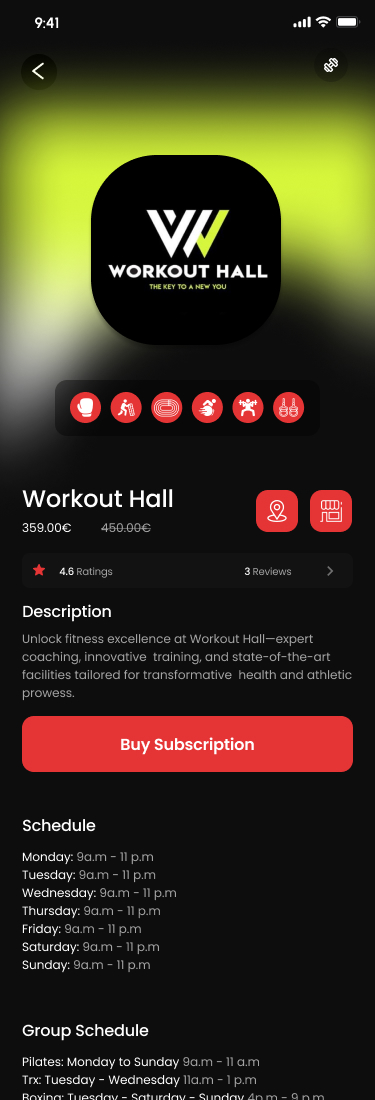 9:41
WORKOUT HALL
THE KEY TO A NEW YOU
Workout Hall
359.00€ 450.00€
4.6 Ratings 3 Reviews
Description
Unlock fitness excellence at Workout Hall—expert
coaching, innovative  training, and state-of-the-art
facilities tailored for transformative  health and athletic
prowess.
Buy Subscription
Schedule
Monday: 9a.m - 11 p.m
Tuesday: 9a.m - 11 p.m
Wednesday: 9a.m - 11 p.m
Thursday: 9a.m - 11 p.m
Friday: 9a.m - 11 p.m
Saturday: 9a.m - 11 p.m
Sunday: 9a.m - 11 p.m
Group Schedule
Pilates: Monday to Sunday 9a.m - 11 a.m
Trx: Tuesday - Wednesday 11a.m - 1 p.m
Boxing: Tuesday - Saturday - Sunday 4p.m - 9 p.m